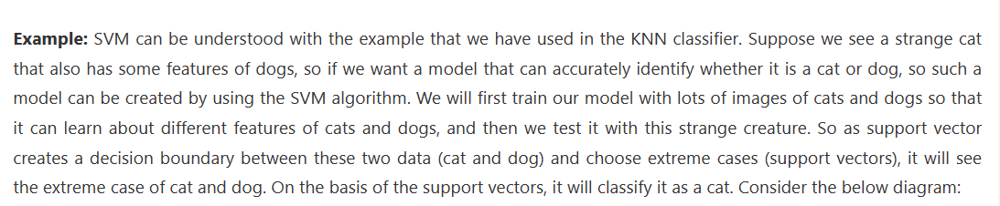 Example: SVM can be understood with the example that we have used in the KNN classifier. Suppose we see a strange cat
that also has some features of dogs, so if we want a model that can accurately identify whether it is a cat or dog, so such a
model can be created by using the SVM algorithm. We will first train our model with lots of images of cats and dogs so that
it can learn about different features of cats and dogs, and then we test it with this strange creature. So as support vector
creates a decision boundary between these two data (cat and dog) and choose extreme cases (support vectors), it will see
the extreme case of cat and dog. On the basis of the support vectors, it will classify it as a cat. Consider the below diagram: